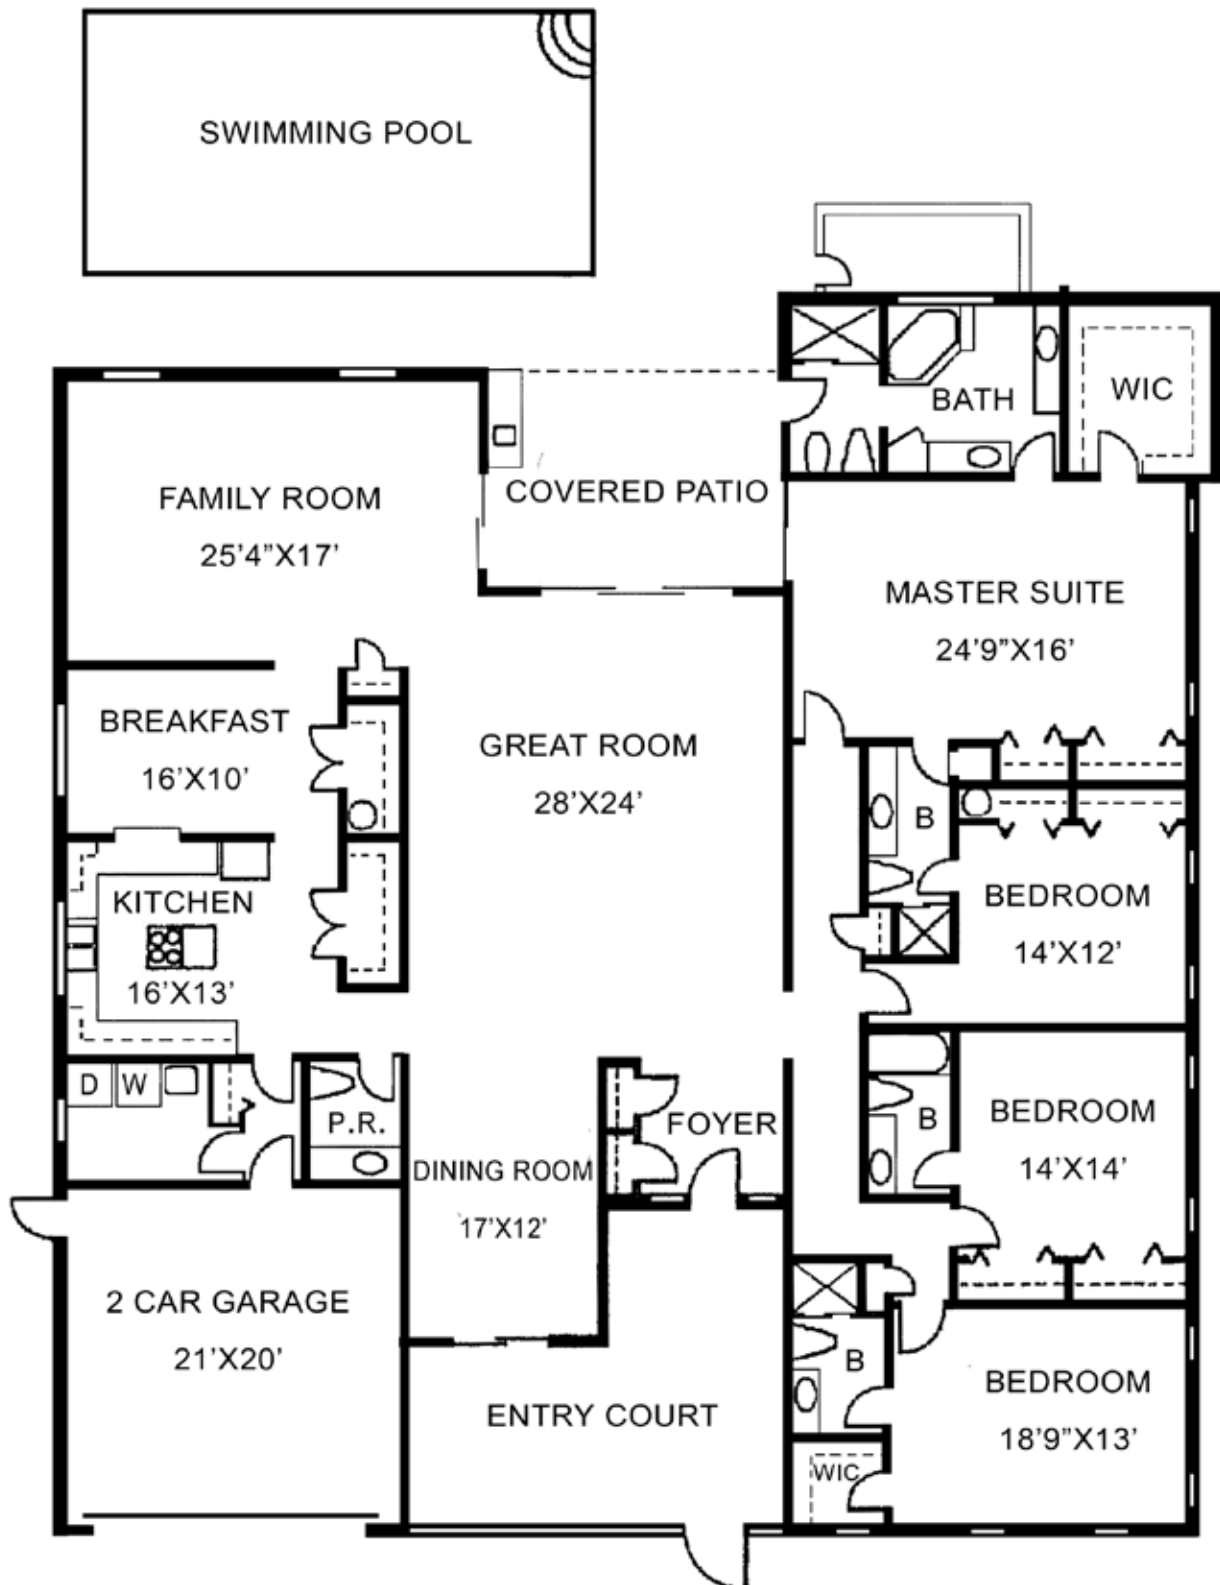 SWIMMING POOL
BATH
WIC
FAMILY ROOM
25'4"X17'
COVERED PATIO
MASTER SUITE
24'9"X16'
BREAKFAST
16'X10'
GREAT ROOM
28'X24'
B
BEDROOM
14'X12'
KITCHEN
16'X13'
D
W
P.R.
FOYER
B
BEDROOM
14'X14'
DINING ROOM
17'X12'
2 CAR GARAGE
21'X20'
ENTRY COURT
B
BEDROOM
18'9"X13'
WIC